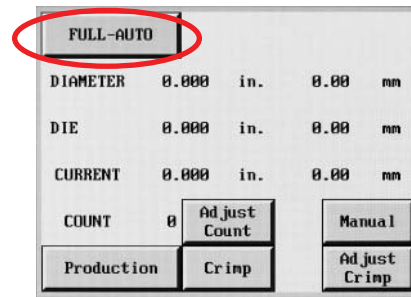 FULL-AUTO
DIAMETER 0.000 in. 0.00 mm
DIE 0.000 in. 0.00 mm
CURRENT 0.000 in. 0.00 mm
COUNT 0 Adjust Count Manual
Production Crimp Adjust Crimp